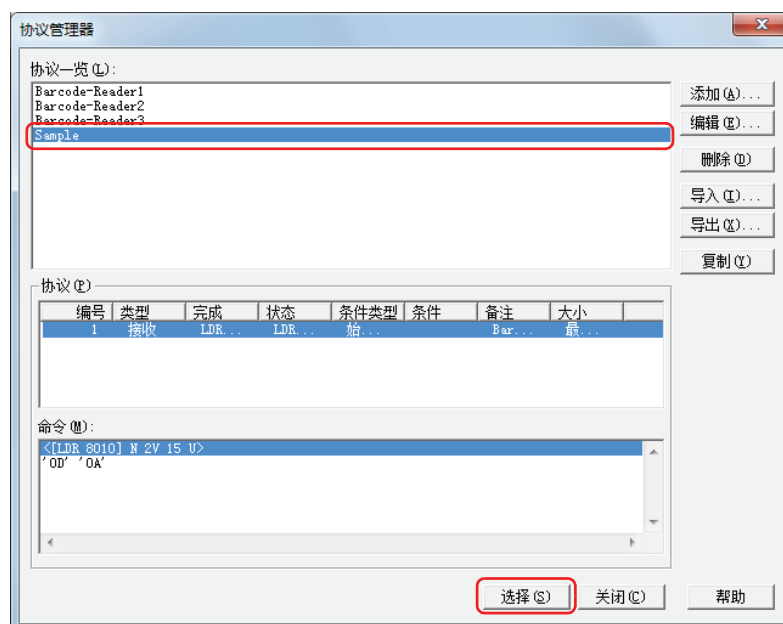 协议管理器
协议一览(L):
Barcode-Reader1
Barcode-Reader2
Barcode-Reader3
Sample
添加(A)...
编辑(E)...
删除(D)
导入(I)...
导出(X)...
复制(Y)
协议(P)
编号 类型 完成 状态 条件类型 条件 备注 大小
1 接收 LDR... LDR... 始... Bar... 最...
命令(M):
<[LDR 8010] N 2V 15 U>
'0D' '0A'
选择(S) 关闭(C) 帮助